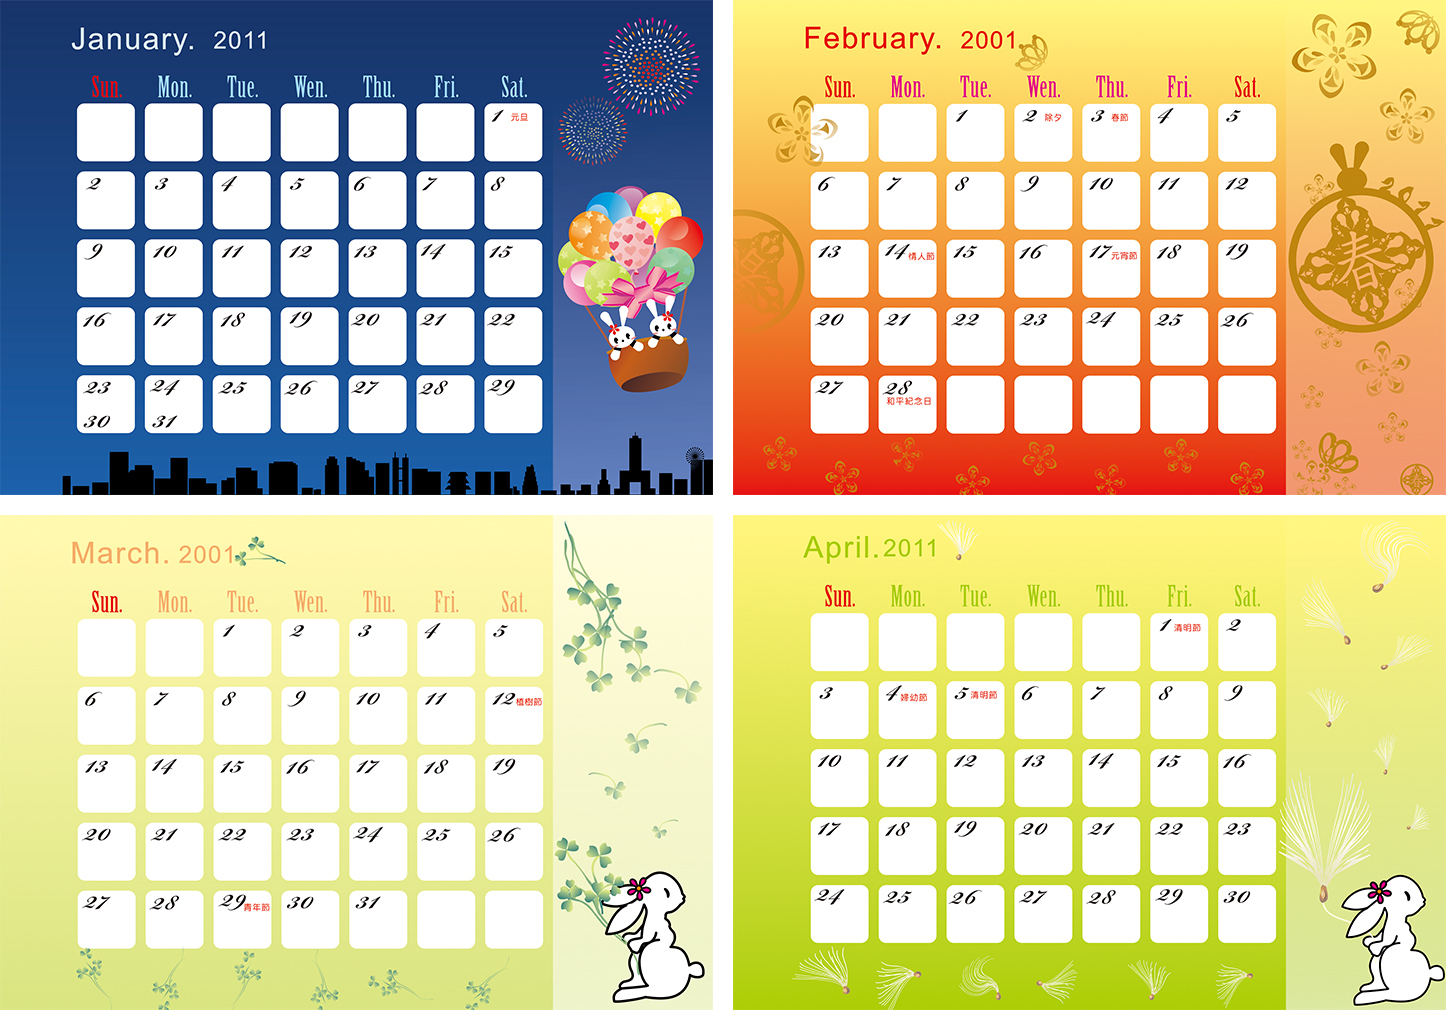 January. 2011
Sun. Mon. Tue. Wen. Thu. Fri. Sat.
1 元旦
2 3 4 5 6 7 8
9 10 11 12 13 14 15
16 17 18 19 20 21 22
23 24 25 26 27 28 29
30 31
February. 2001
Sun. Mon. Tue. Wen. Thu. Fri. Sat.
1 2 除夕 3 春節 4 5
6 7 8 9 10 11 12
13 14 情人節 15 16 17 元宵節 18 19
20 21 22 23 24 25 26
27 28
和平紀念日
春
March. 2001
Sun. Mon. Tue. Wen. Thu. Fri. Sat.
1 2 3 4 5
6 7 8 9 10 11 12 植樹節
13 14 15 16 17 18 19
20 21 22 23 24 25 26
27 28 29 青年節 30 31
April. 2011
Sun. Mon. Tue. Wen. Thu. Fri. Sat.
1 清明節 2
3 4 婦幼節 5 清明節 6 7 8 9
10 11 12 13 14 15 16
17 18 19 20 21 22 23
24 25 26 27 28 29 30